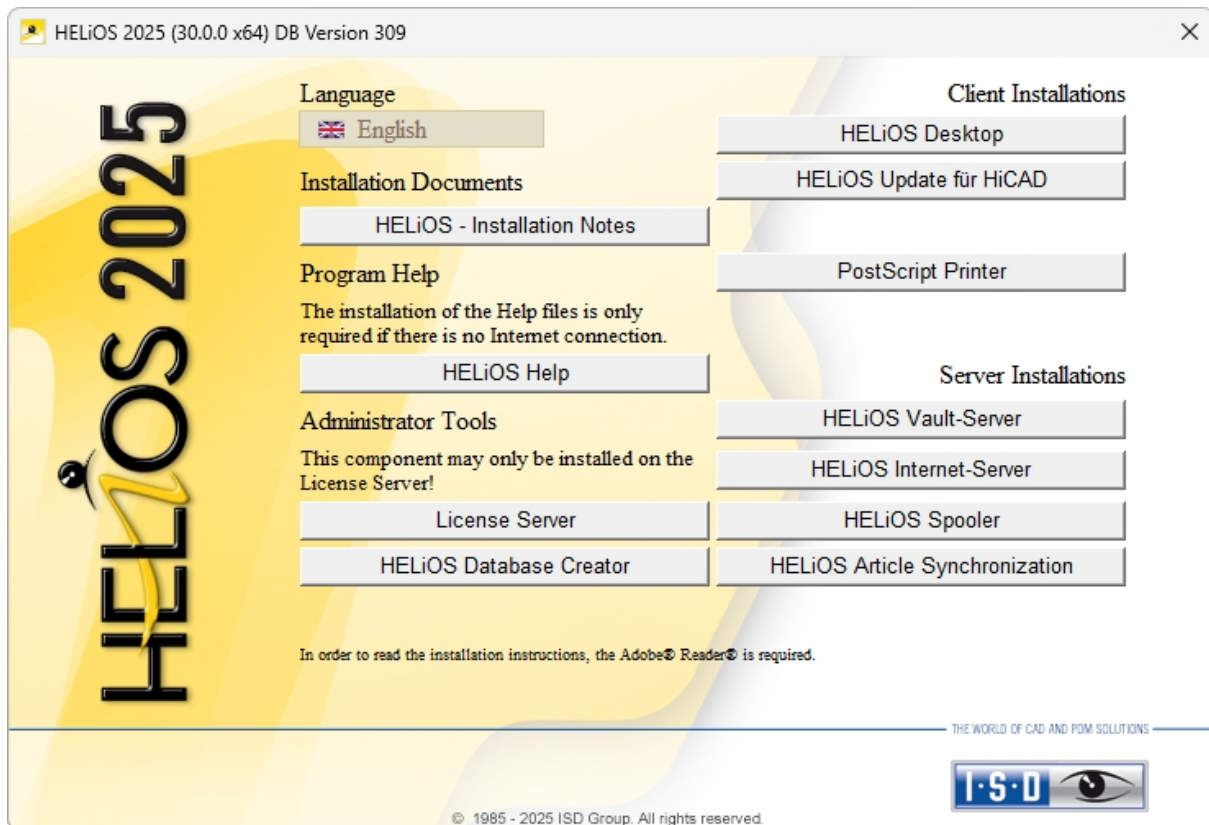 HELiOS 2025 (30.0.0 x64) DB Version 309
HELiOS 2025
Language
English
Installation Documents
HELiOS - Installation Notes
Program Help
The installation of the Help files is only
required if there is no Internet connection.
HELiOS Help
Administrator Tools
This component may only be installed on the
License Server!
License Server
HELiOS Database Creator
Client Installations
HELiOS Desktop
HELiOS Update für HiCAD
PostScript Printer
Server Installations
HELiOS Vault-Server
HELiOS Internet-Server
HELiOS Spooler
HELiOS Article Synchronization
In order to read the installation instructions, the Adobe® Reader® is required.
THE WORLD OF CAD AND PDM SOLUTIONS
I·S·D
© 1985 - 2025 ISD Group. All rights reserved.